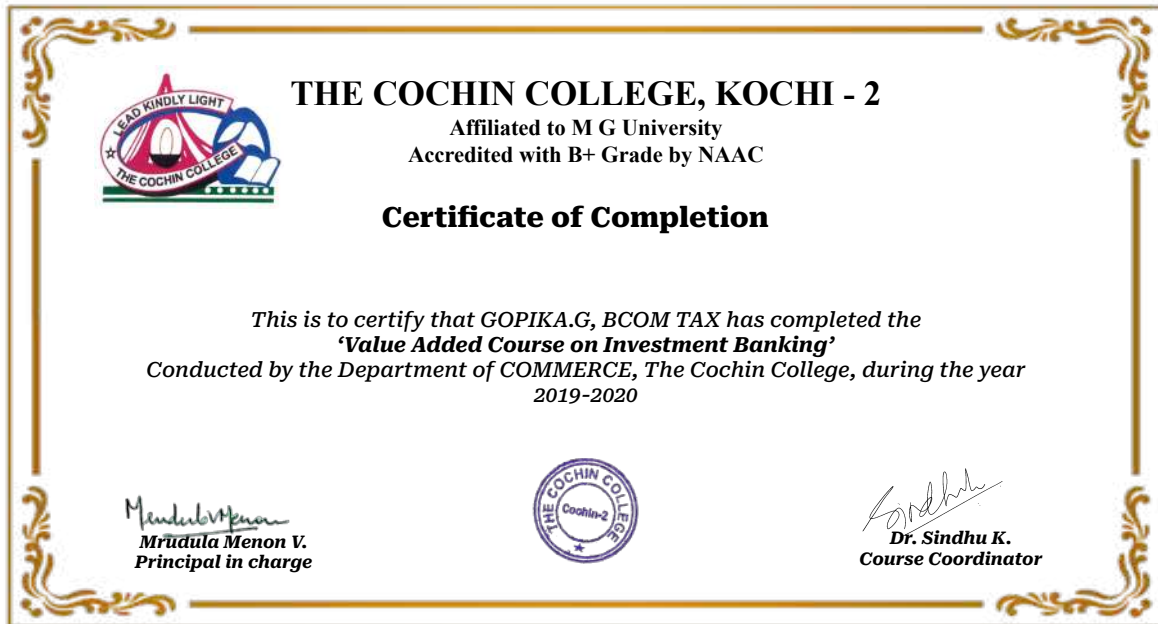 THE COCHIN COLLEGE, KOCHI - 2
Affiliated to M G University
Accredited with B+ Grade by NAAC
LEAD KINDLY LIGHT
THE COCHIN COLLEGE
Certificate of Completion
This is to certify that GOPIKA.G, BCOM TAX has completed the
‘Value Added Course on Investment Banking’
Conducted by the Department of COMMERCE, The Cochin College, during the year
2019-2020
THE COCHIN COLLEGE
Cochin-2
Sindhu
Mrudula Menon V.
Principal in charge
Dr. Sindhu K.
Course Coordinator